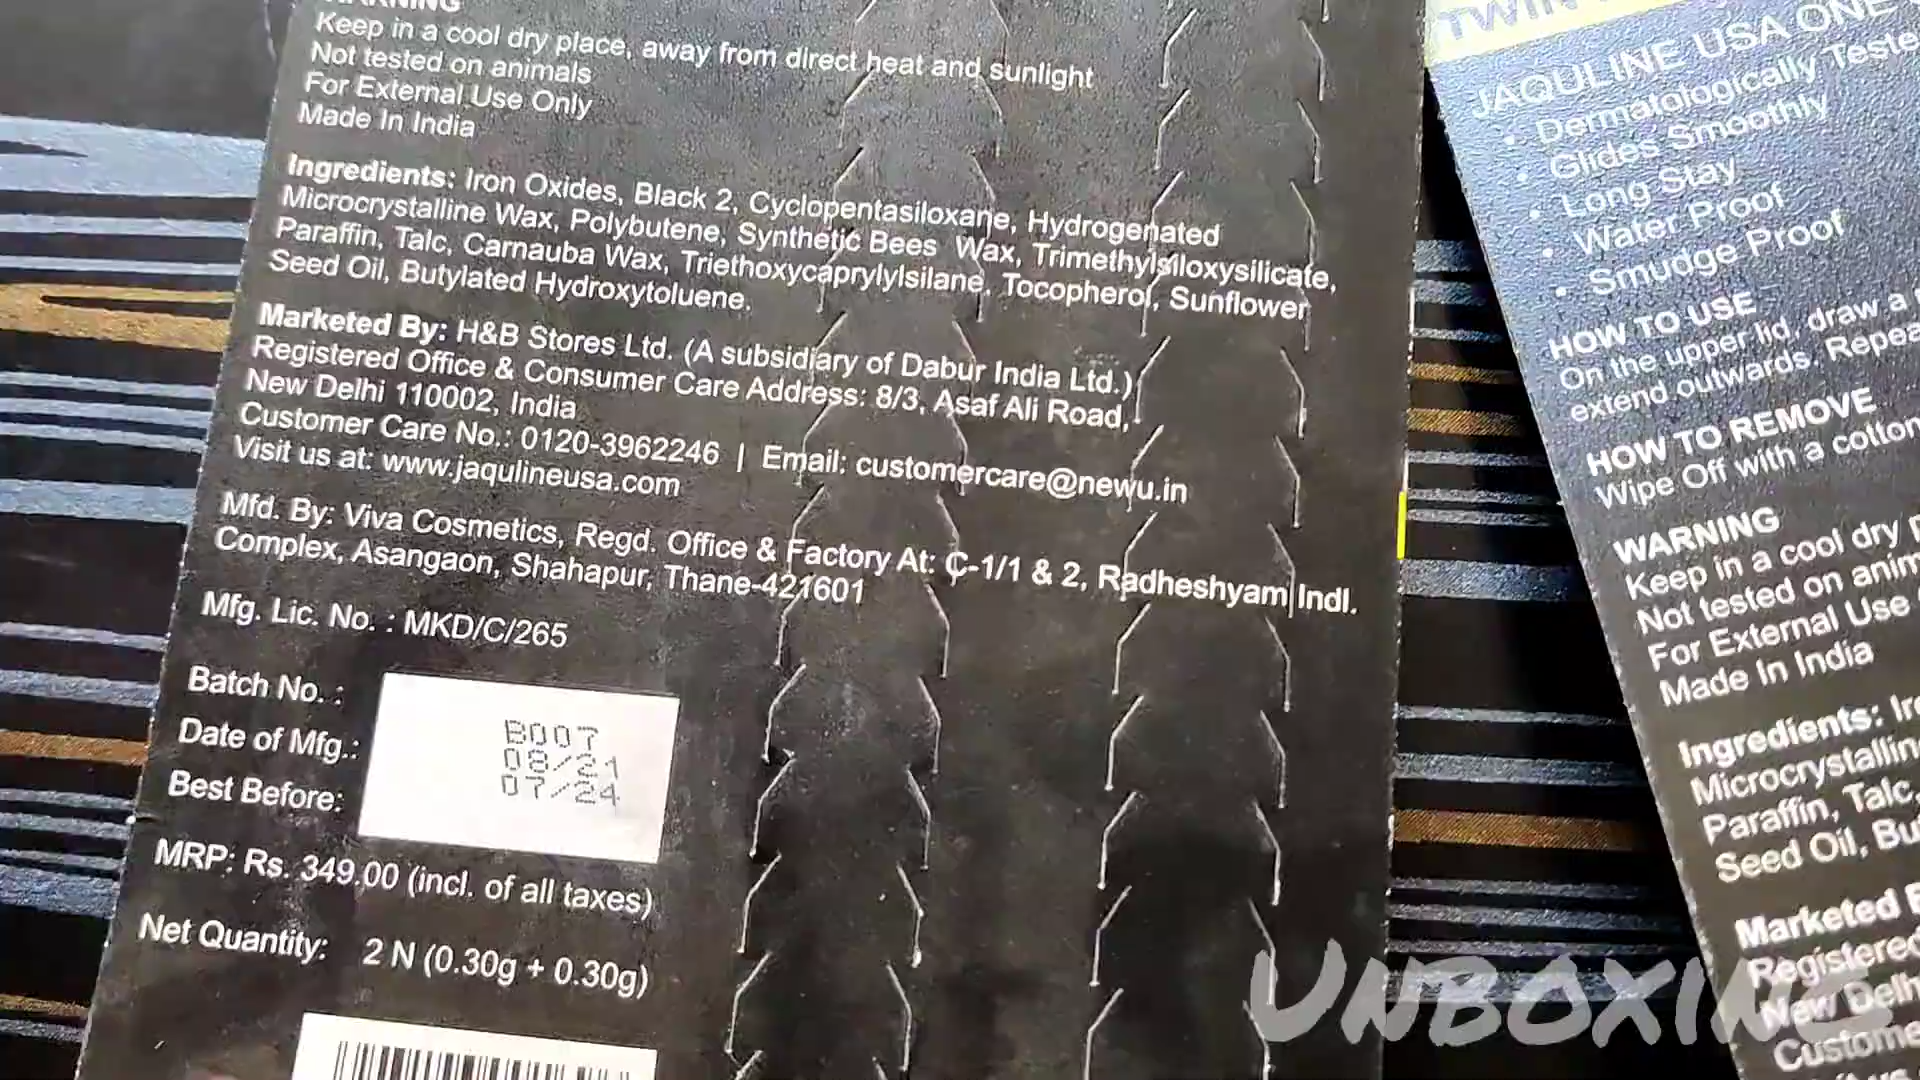 WARNING
Keep in a cool dry place, away from direct heat and sunlight
Not tested on animals
For External Use Only
Made In India
Ingredients: Iron Oxides, Black 2, Cyclopentasiloxane, Hydrogenated
Microcrystalline Wax, Polybutene, Synthetic Bees Wax, Trimethylsiloxysilicate,
Paraffin, Talc, Carnauba Wax, Triethoxycaprylylsilane, Tocopherol, Sunflower
Seed Oil, Butylated Hydroxytoluene.
Marketed By: H&B Stores Ltd. (A subsidiary of Dabur India Ltd.)
Registered Office & Consumer Care Address: 8/3, Asaf Ali Road,
New Delhi 110002, India
Customer Care No.: 0120-3962246 | Email: customercare@newu.in
Visit us at: www.jaqulineusa.com
Mfd. By: Viva Cosmetics, Regd. Office & Factory At: C-1/1 & 2, Radheshyam Indl.
Complex, Asangaon, Shahapur, Thane-421601
Mfg. Lic. No. : MKD/C/265
Batch No. : B007
Date of Mfg.: 08/21
Best Before: 07/24
MRP: Rs. 349.00 (incl. of all taxes)
Net Quantity: 2 N (0.30g + 0.30g)
TWIN
JAQULINE USA ONE
• Dermatologically Teste
• Glides Smoothly
• Long Stay
• Water Proof
• Smudge Proof
HOW TO USE
On the upper lid, draw a
extend outwards. Repea
HOW TO REMOVE
Wipe Off with a cotton
WARNING
Keep in a cool dry
Not tested on anim
For External Use
Made In India
Ingredients: Ir
Microcrystallin
Paraffin, Talc,
Seed Oil, Bu
Marketed
Registered
New Delh
Custome
UNBOXING